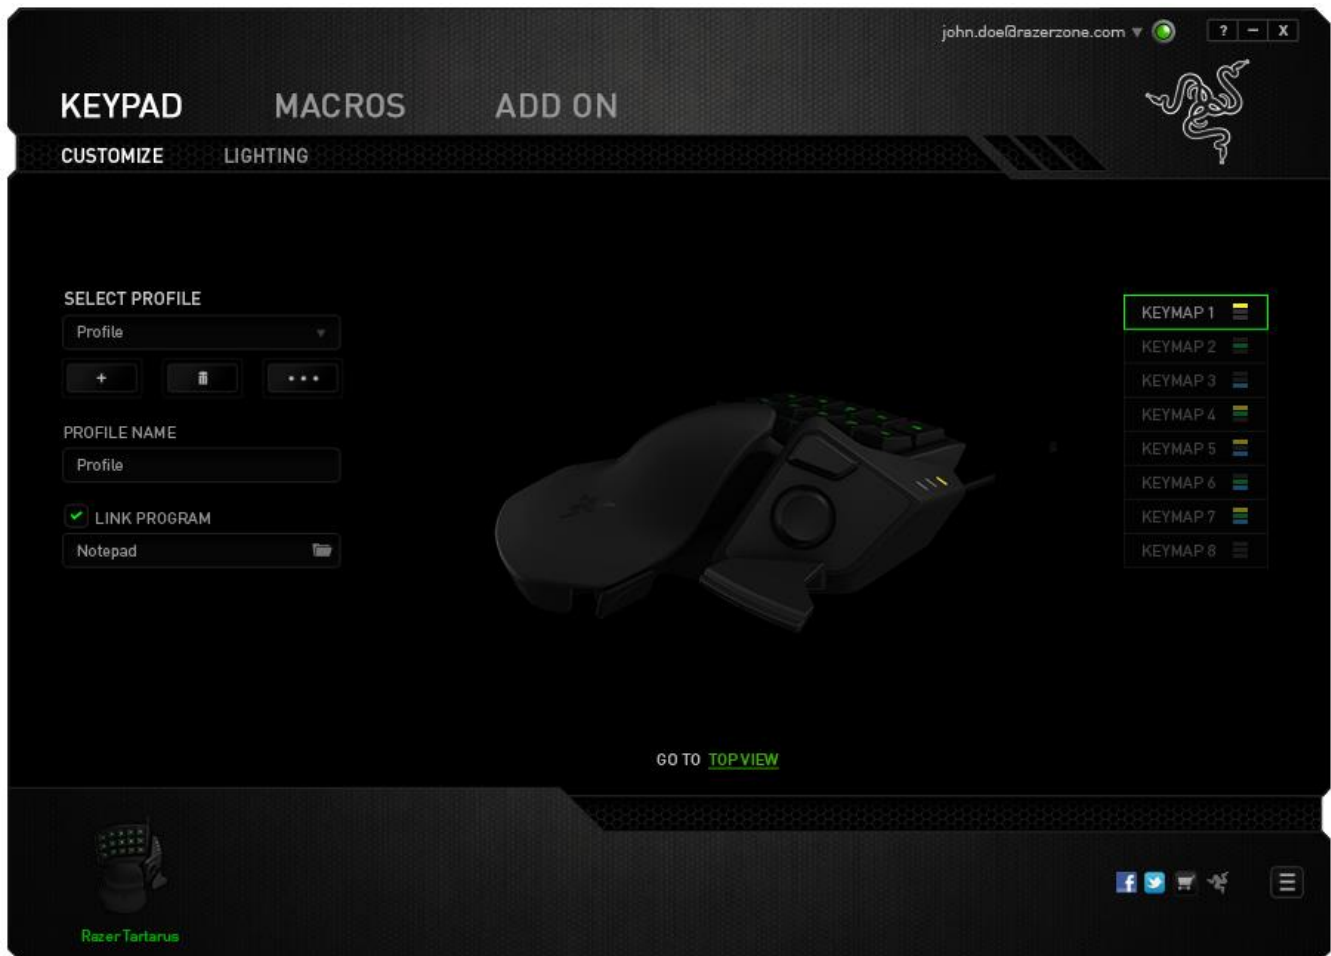 john.doe@razerzone.com
? — X
KEYPAD MACROS ADD ON
CUSTOMIZE LIGHTING
SELECT PROFILE
Profile
+ •••
PROFILE NAME
Profile
LINK PROGRAM
Notepad
KEYMAP 1
KEYMAP 2
KEYMAP 3
KEYMAP 4
KEYMAP 5
KEYMAP 6
KEYMAP 7
KEYMAP 8
GO TO TOP VIEW
Razer Tartarus